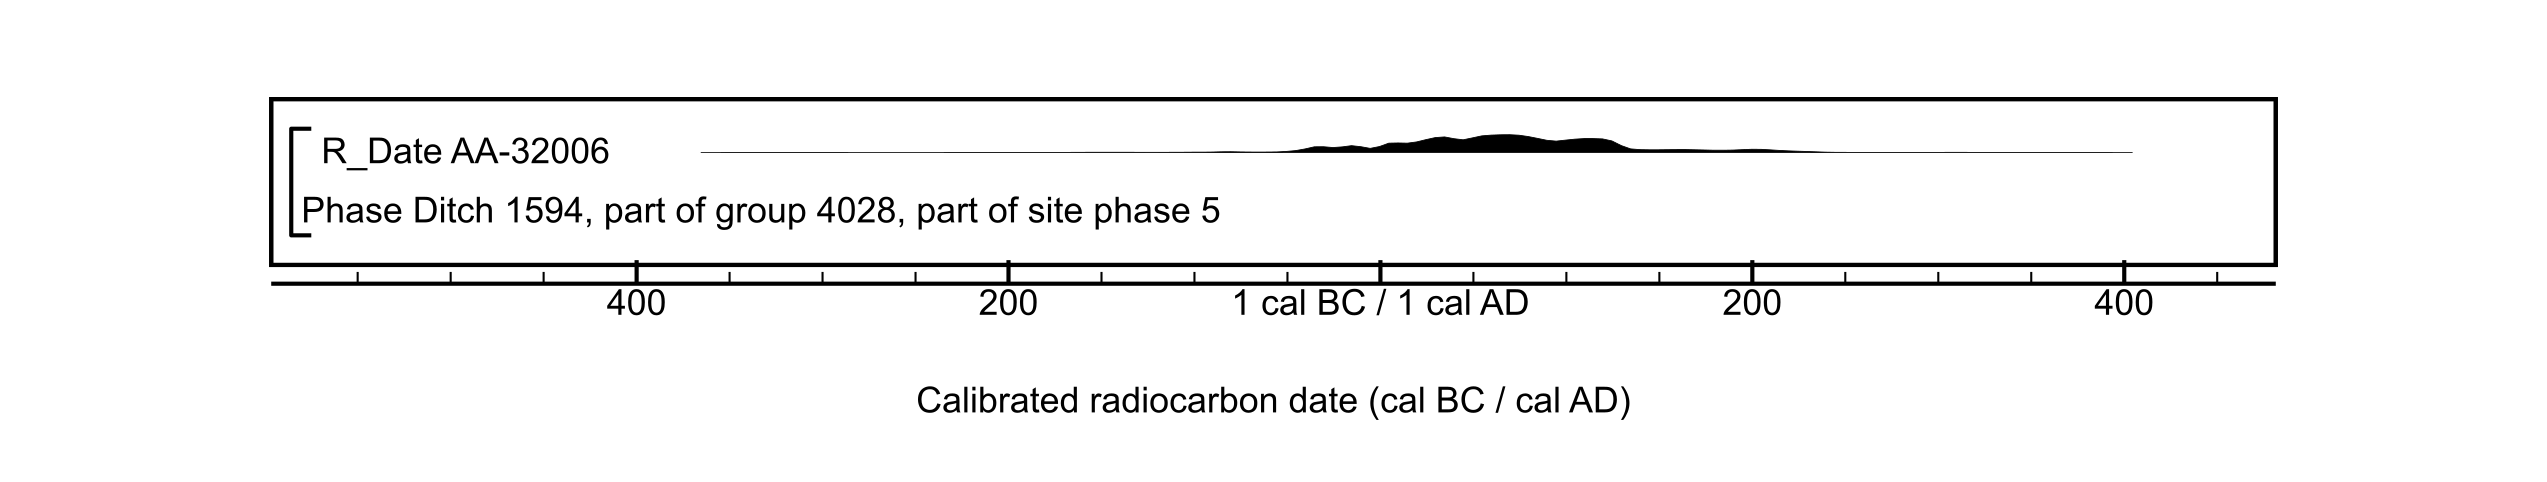 R_Date AA-32006
Phase Ditch 1594, part of group 4028, part of site phase 5
400 200 1 cal BC / 1 cal AD 200 400
Calibrated radiocarbon date (cal BC / cal AD)